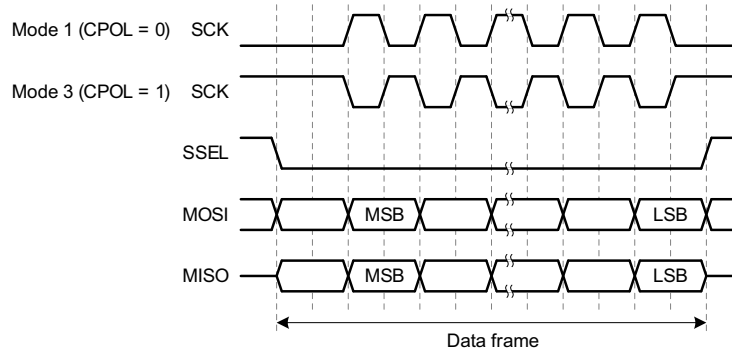 Mode 1 (CPOL = 0) SCK
Mode 3 (CPOL = 1) SCK
SSEL
MOSI MSB LSB
MISO MSB LSB
Data frame